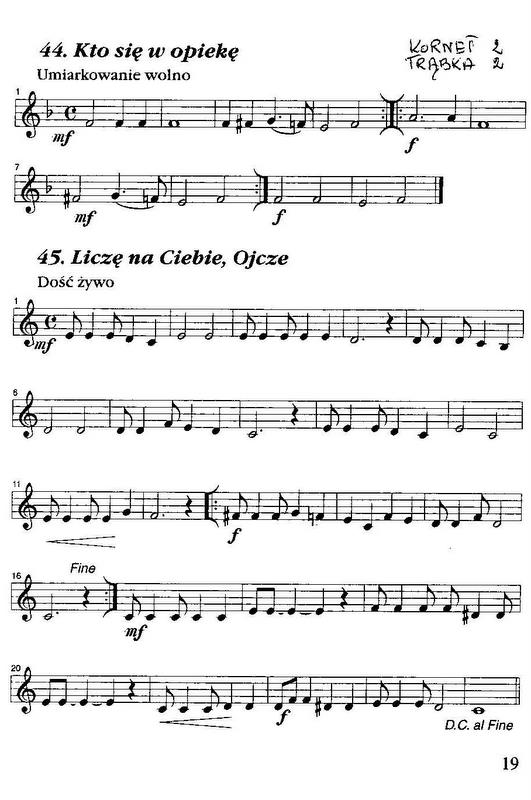 44. Kto się w opiekę
KORNET 2
TRĄBKA 2
Umiarkowanie wolno
1
mf
f
7
mf
f
45. Liczę na Ciebie, Ojcze
Dość żywo
1
mf
6
11
f
16
Fine
mf
20
f
D.C. al Fine
19